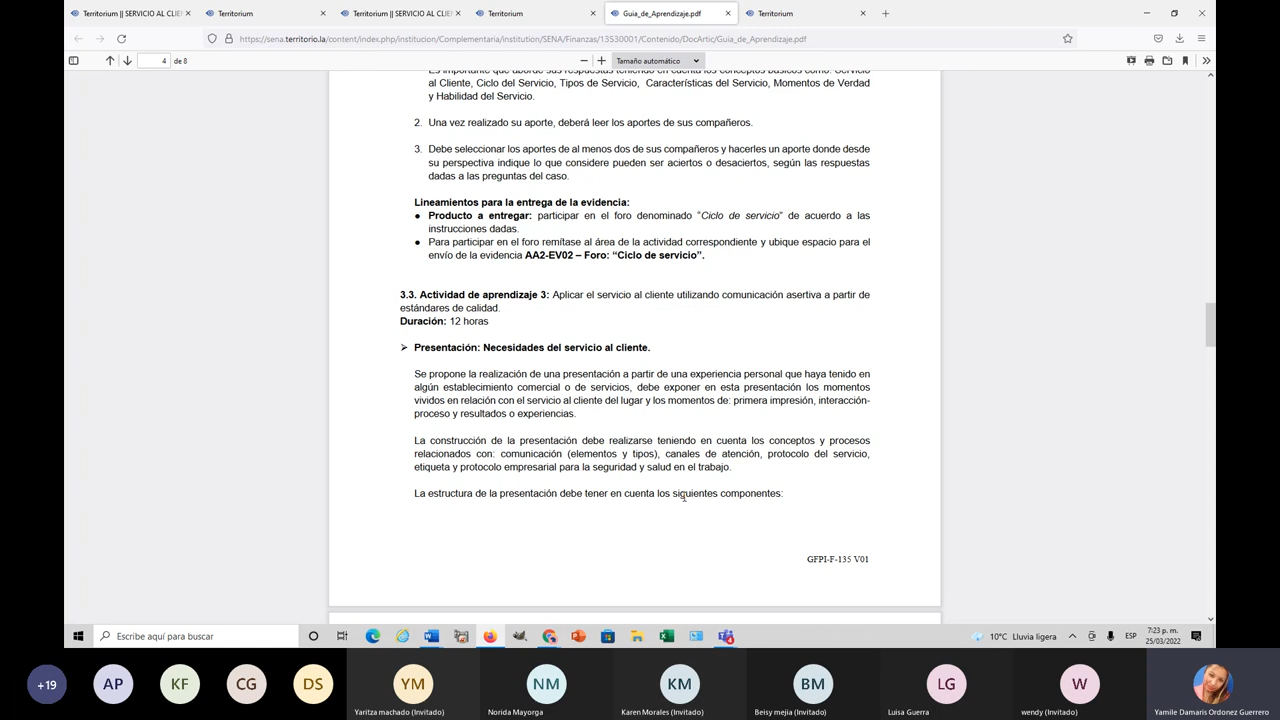 Territorium || SERVICIO AL CLIE
Territorium
Territorium || SERVICIO AL CLIE
Territorium
Guia_de_Aprendizaje.pdf
Territorium
https://sena.territorio.la/content/index.php/institucion/Complementaria/institution/SENA/Finanzas/13530001/Contenido/DocArtic/Guia_de_Aprendizaje.pdf
4 de 8
Tamaño automático
Es importante que aborde sus respuestas teniendo en cuenta los conceptos básicos como: Servicio
al Cliente, Ciclo del Servicio, Tipos de Servicio, Características del Servicio, Momentos de Verdad
y Habilidad del Servicio.
2. Una vez realizado su aporte, deberá leer los aportes de sus compañeros.
3. Debe seleccionar los aportes de al menos dos de sus compañeros y hacerles un aporte donde desde
su perspectiva indique lo que considere pueden ser aciertos o desaciertos, según las respuestas
dadas a las preguntas del caso.
Lineamientos para la entrega de la evidencia:
● Producto a entregar: participar en el foro denominado “Ciclo de servicio” de acuerdo a las
instrucciones dadas.
● Para participar en el foro remítase al área de la actividad correspondiente y ubique espacio para el
envío de la evidencia AA2-EV02 – Foro: “Ciclo de servicio”.
3.3. Actividad de aprendizaje 3: Aplicar el servicio al cliente utilizando comunicación asertiva a partir de
estándares de calidad.
Duración: 12 horas
➢ Presentación: Necesidades del servicio al cliente.
Se propone la realización de una presentación a partir de una experiencia personal que haya tenido en
algún establecimiento comercial o de servicios, debe exponer en esta presentación los momentos
vividos en relación con el servicio al cliente del lugar y los momentos de: primera impresión, interacción-
proceso y resultados o experiencias.
La construcción de la presentación debe realizarse teniendo en cuenta los conceptos y procesos
relacionados con: comunicación (elementos y tipos), canales de atención, protocolo del servicio,
etiqueta y protocolo empresarial para la seguridad y salud en el trabajo.
La estructura de la presentación debe tener en cuenta los siguientes componentes:
GFPI-F-135 V01
Escribe aquí para buscar
10°C Lluvia ligera
ESP
7:23 p. m.
25/03/2022
+19
AP
KF
CG
DS
YM
NM
KM
BM
LG
W
Yaritza machado (Invitado)
Norida Mayorga
Karen Morales (Invitado)
Beisy mejia (Invitado)
Luisa Guerra
wendy (Invitado)
Yamile Damaris Ordonez Guerrero